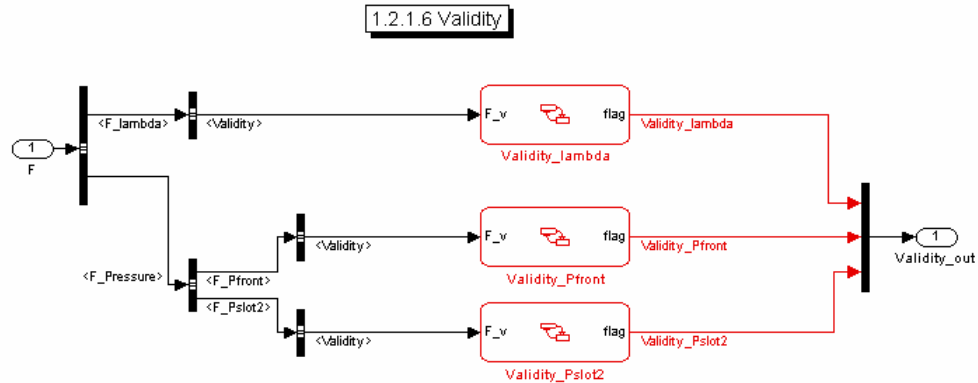 1.2.1.6 Validity
<F_lambda>
<Validity>
F_v
flag
Validity_lambda
Validity_lambda
1
F
<F_Pressure>
<F_Pfront>
<F_Pslot2>
<Validity>
F_v
flag
Validity_Pfront
Validity_Pfront
1
Validity_out
<Validity>
F_v
flag
Validity_Pslot2
Validity_Pslot2